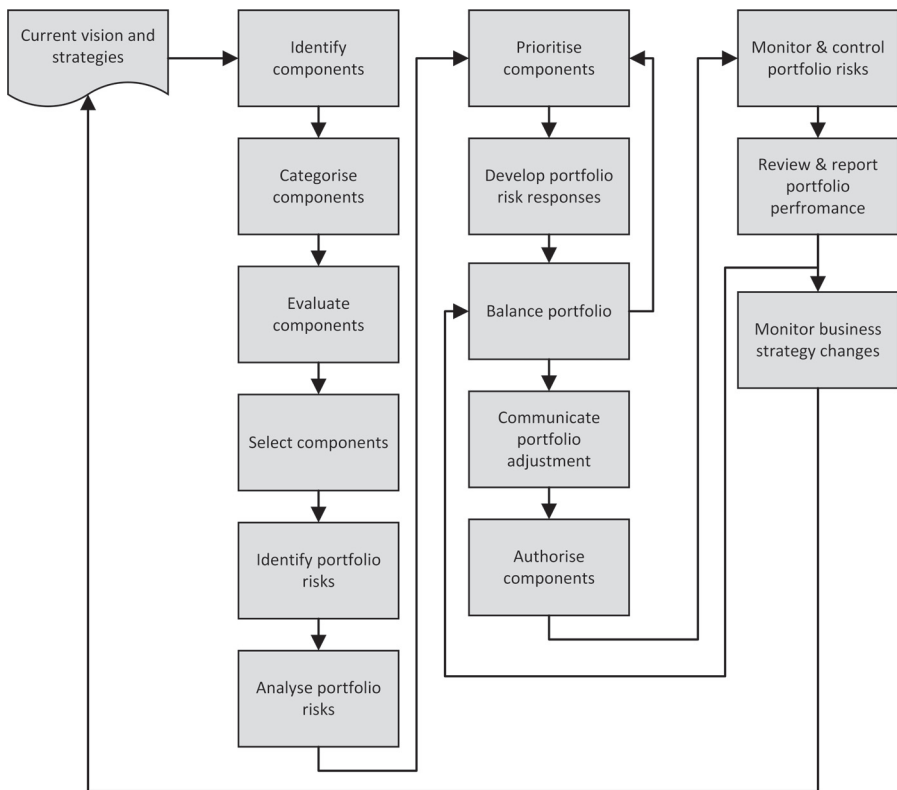 Current vision and
strategies
Identify
components
Categorise
components
Evaluate
components
Select components
Identify portfolio
risks
Analyse portfolio
risks
Prioritise
components
Develop portfolio
risk responses
Balance portfolio
Communicate
portfolio
adjustment
Authorise
components
Monitor & control
portfolio risks
Review & report
portfolio
perfromance
Monitor business
strategy changes